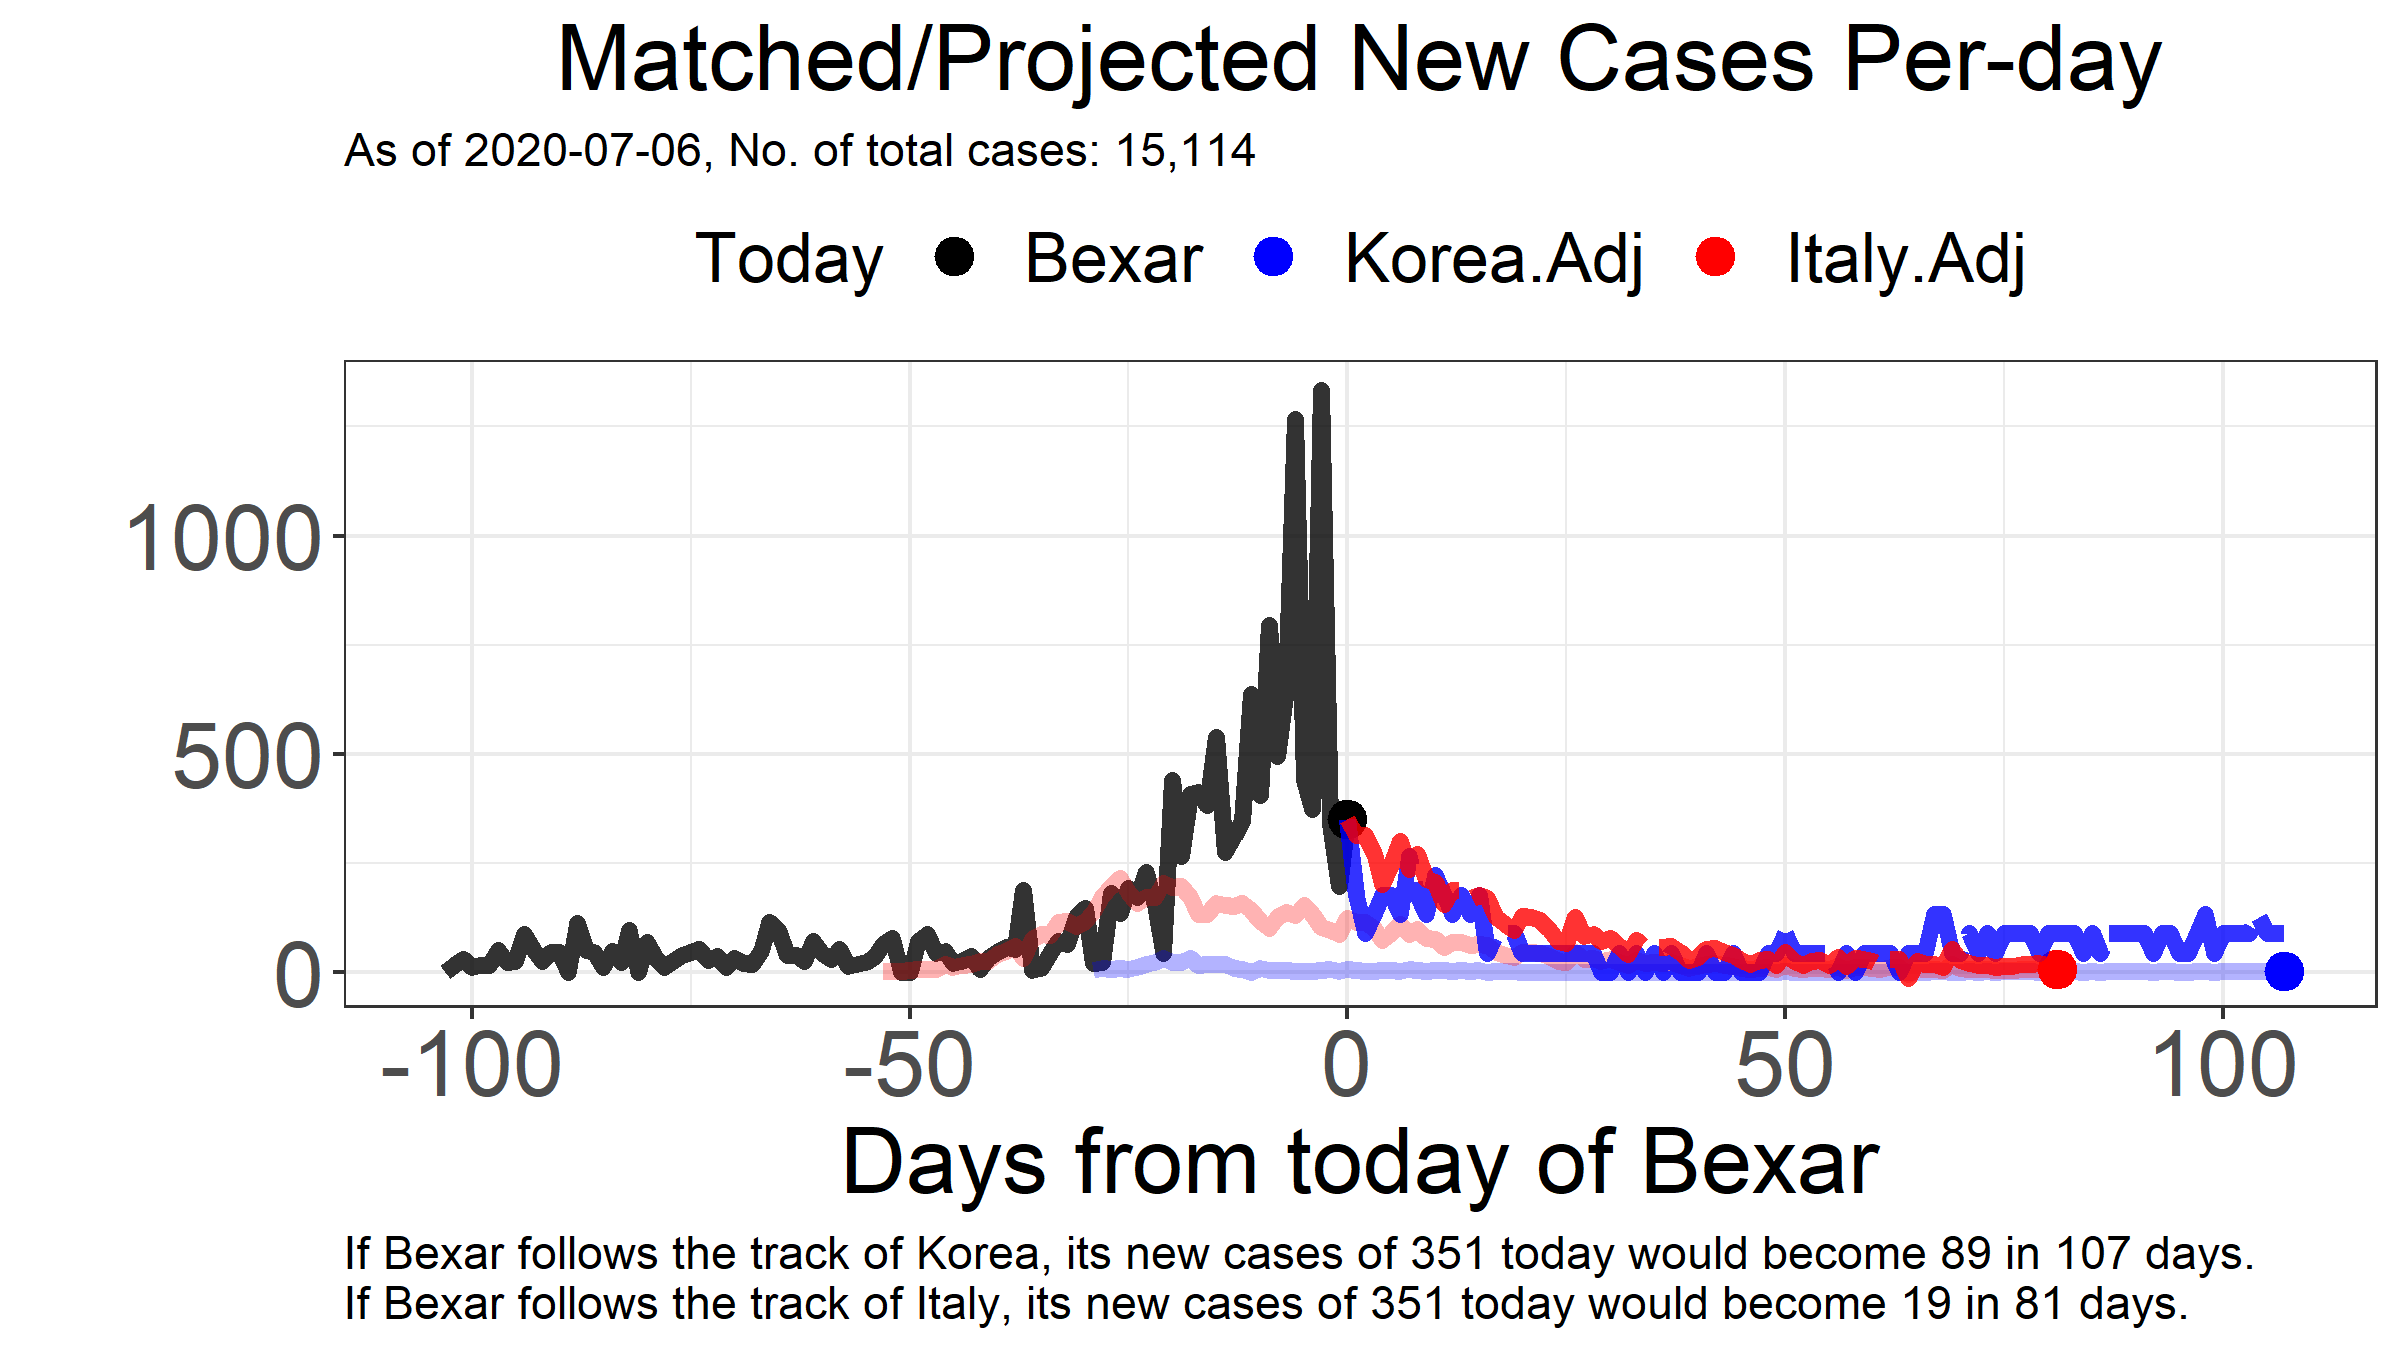 Matched/Projected New Cases Per-day
As of 2020-07-06, No. of total cases: 15,114
Today Bexar Korea.Adj Italy.Adj
1000
500
0
-100 -50 0 50 100
Days from today of Bexar
If Bexar follows the track of Korea, its new cases of 351 today would become 89 in 107 days.
If Bexar follows the track of Italy, its new cases of 351 today would become 19 in 81 days.